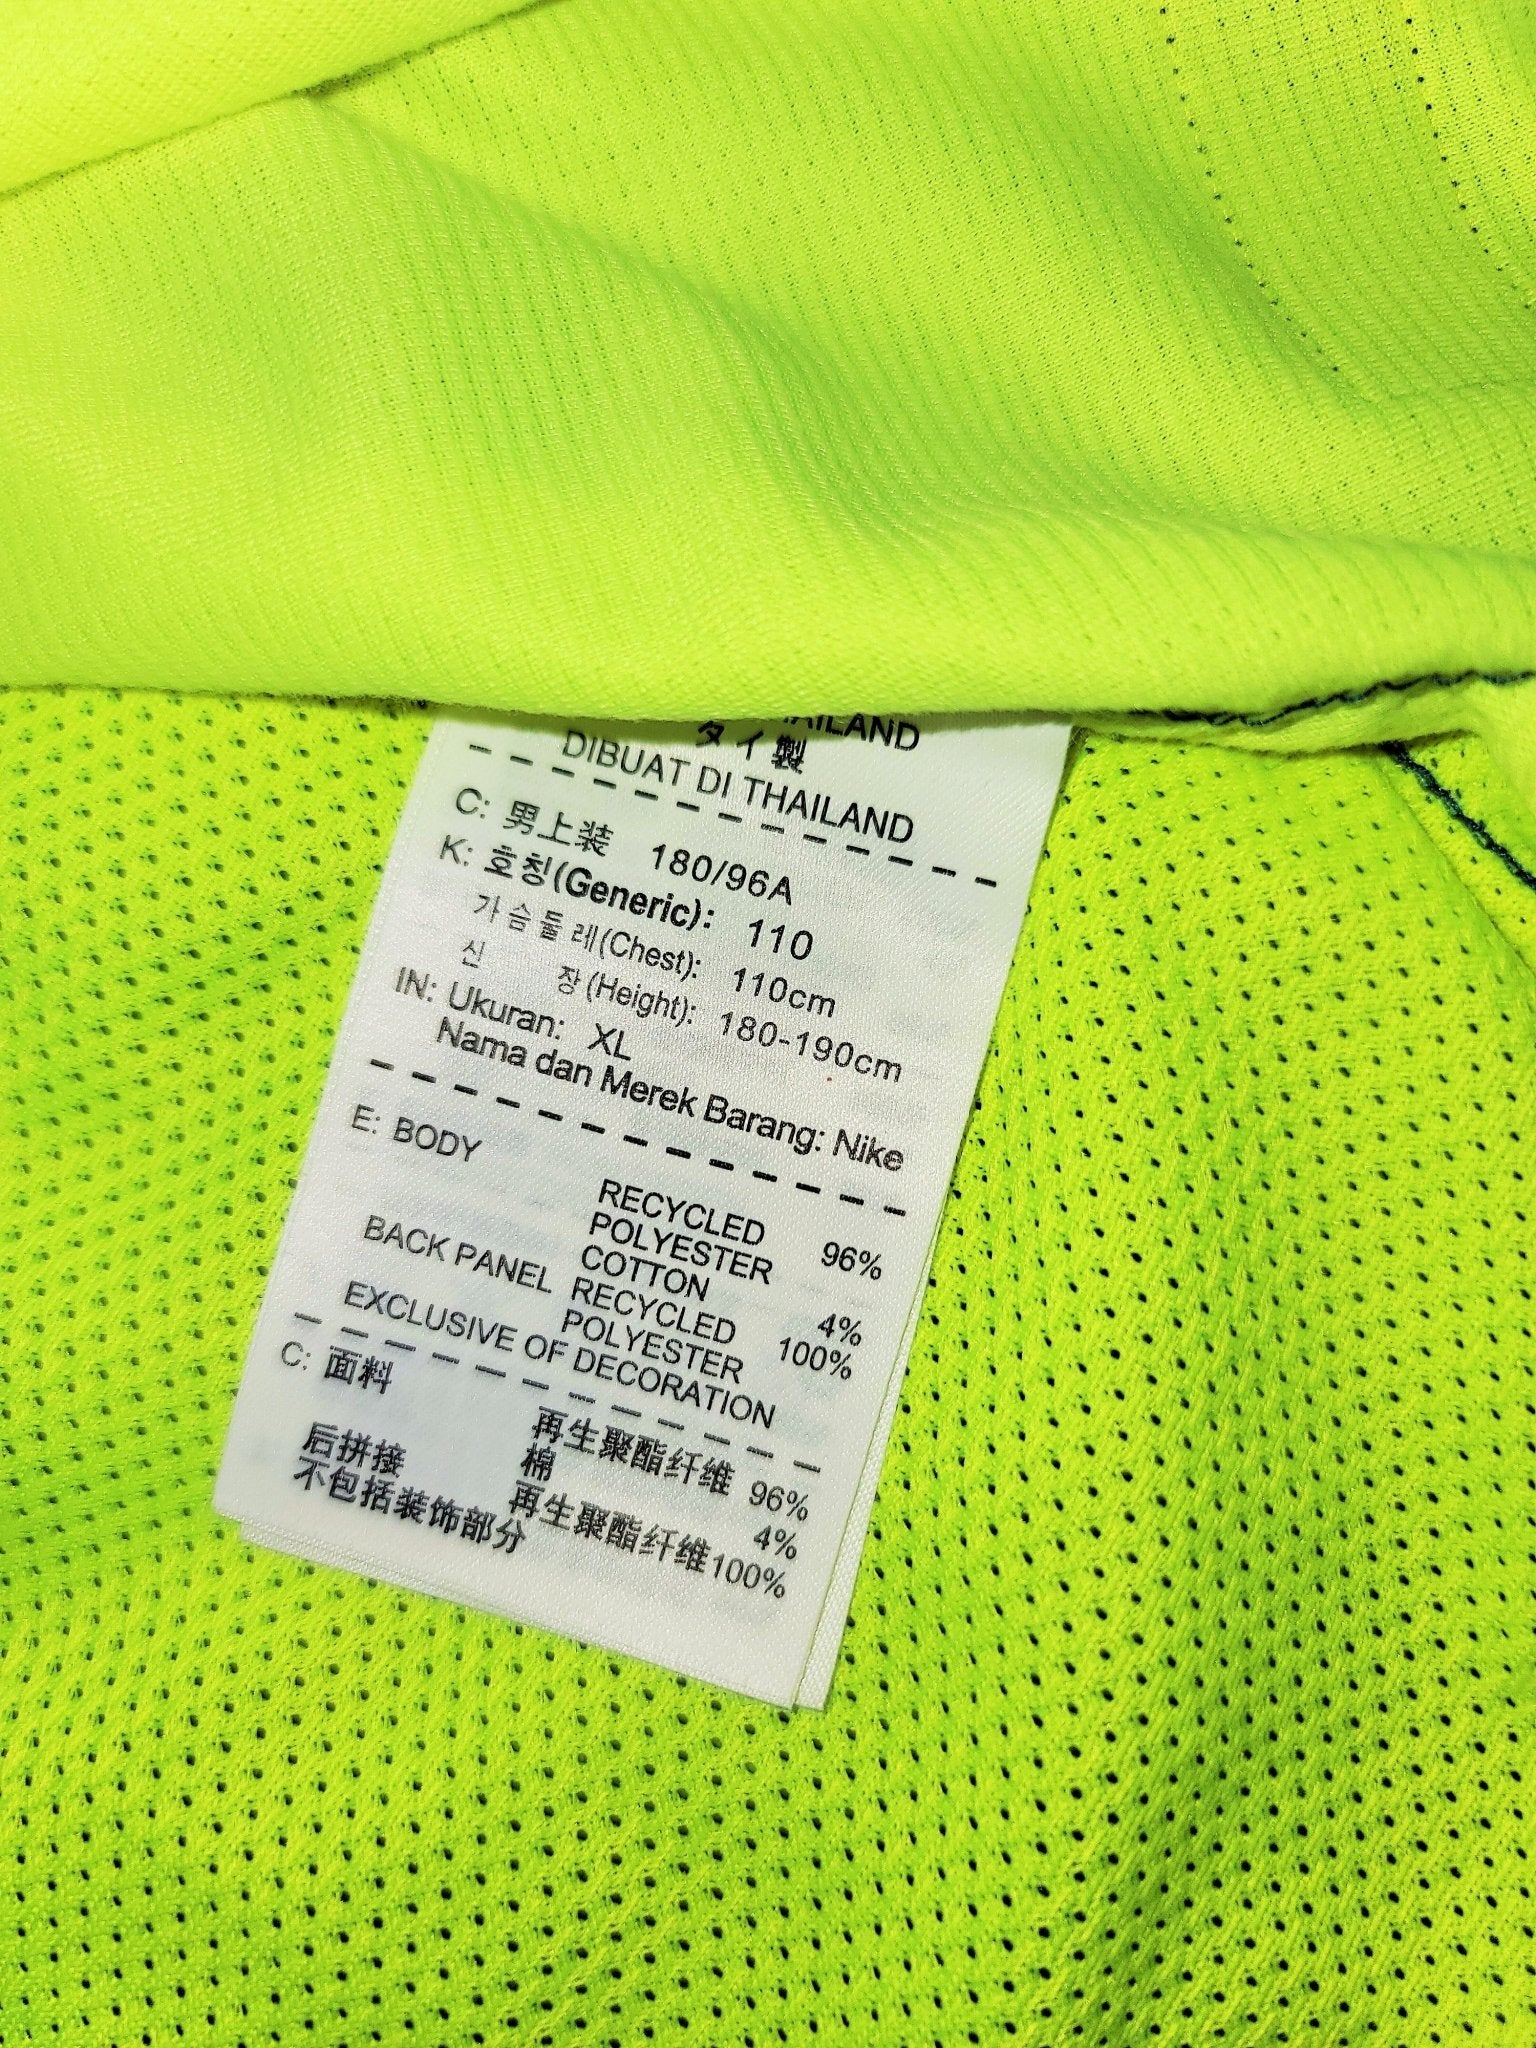 AILAND
タイ製
DIBUAT DI THAILAND
C: 男上装 180/96A
K: 호칭(Generic): 110
가슴둘레(Chest): 110cm
신 장(Height): 180-190cm
IN: Ukuran: XL
Nama dan Merek Barang: Nike
E: BODY
RECYCLED
POLYESTER 96%
COTTON 4%
BACK PANEL RECYCLED
POLYESTER 100%
EXCLUSIVE OF DECORATION
C: 面料
再生聚酯纤维 96%
棉 4%
后拼接 再生聚酯纤维 100%
不包括装饰部分